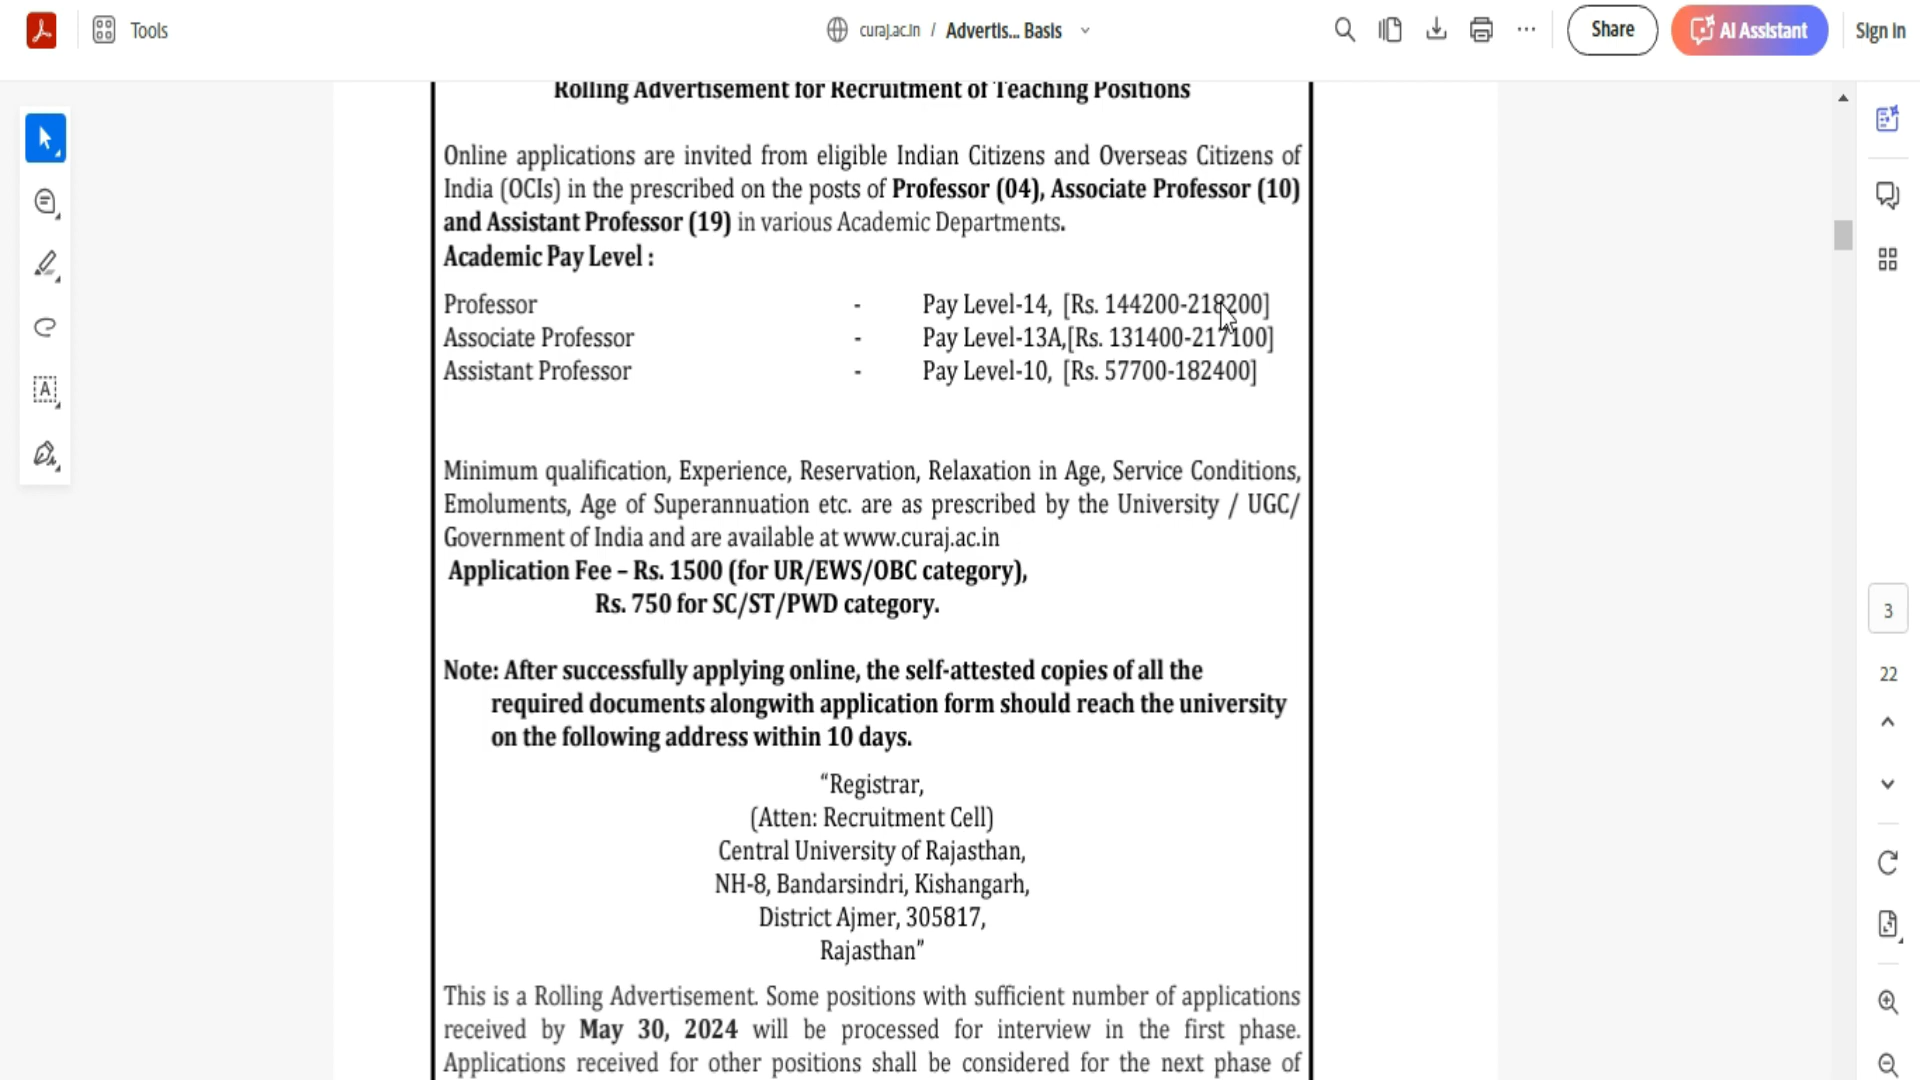 Tools
curaj.ac.in / Advertis... Basis
Share
AI Assistant
Sign In
Rolling Advertisement for Recruitment of Teaching Positions
Online applications are invited from eligible Indian Citizens and Overseas Citizens of
India (OCIs) in the prescribed on the posts of Professor (04), Associate Professor (10)
and Assistant Professor (19) in various Academic Departments.
Academic Pay Level :
Professor - Pay Level-14, [Rs. 144200-218200]
Associate Professor - Pay Level-13A,[Rs. 131400-217100]
Assistant Professor - Pay Level-10, [Rs. 57700-182400]
Minimum qualification, Experience, Reservation, Relaxation in Age, Service Conditions,
Emoluments, Age of Superannuation etc. are as prescribed by the University / UGC/
Government of India and are available at www.curaj.ac.in
Application Fee – Rs. 1500 (for UR/EWS/OBC category),
Rs. 750 for SC/ST/PWD category.
Note: After successfully applying online, the self-attested copies of all the
required documents alongwith application form should reach the university
on the following address within 10 days.
“Registrar,
(Atten: Recruitment Cell)
Central University of Rajasthan,
NH-8, Bandarsindri, Kishangarh,
District Ajmer, 305817,
Rajasthan”
This is a Rolling Advertisement. Some positions with sufficient number of applications
received by May 30, 2024 will be processed for interview in the first phase.
Applications received for other positions shall be considered for the next phase of
3
22